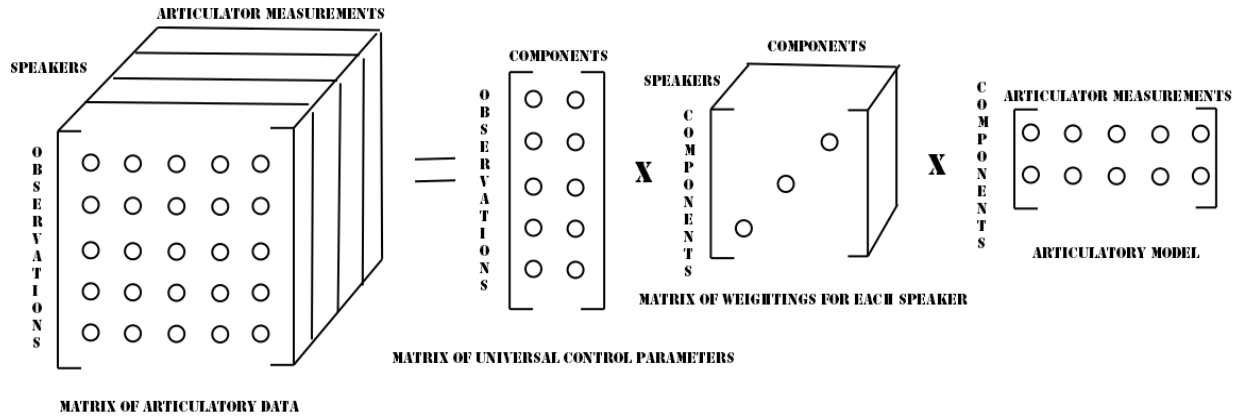 ARTICULATOR MEASUREMENTS
SPEAKERS
OBSERVATIONS
MATRIX OF ARTICULATORY DATA
COMPONENTS
OBSERVATIONS
MATRIX OF UNIVERSAL CONTROL PARAMETERS
X
COMPONENTS
SPEAKERS
COMPONENTS
MATRIX OF WEIGHTINGS FOR EACH SPEAKER
X
COMPONENTS
ARTICULATOR MEASUREMENTS
ARTICULATORY MODEL